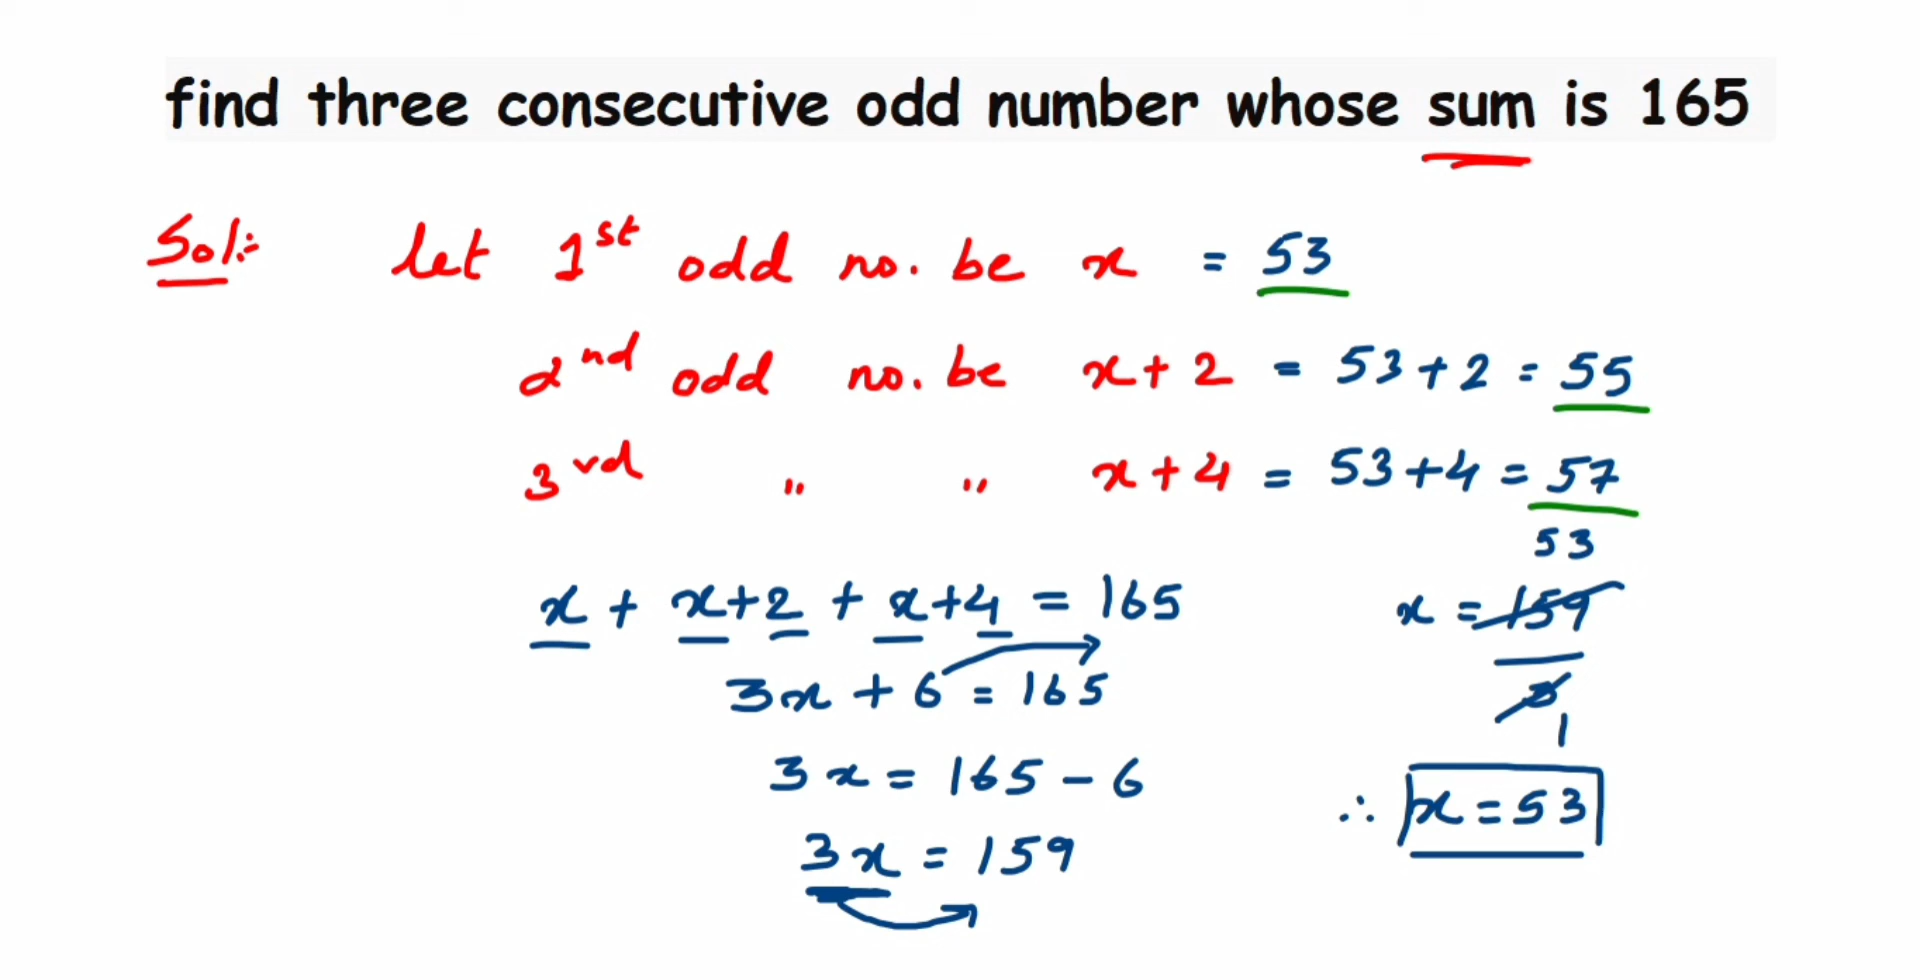 find three consecutive odd number whose sum is 165
Sol:- let 1st odd no. be x = 53
2nd odd no. be x+2 = 53+2 = 55
3rd " " x+4 = 53+4 = 57
x + x+2 + x+4 = 165
3x + 6 = 165
3x = 165 - 6
3x = 159
53
x = 159
3
1
∴ x = 53